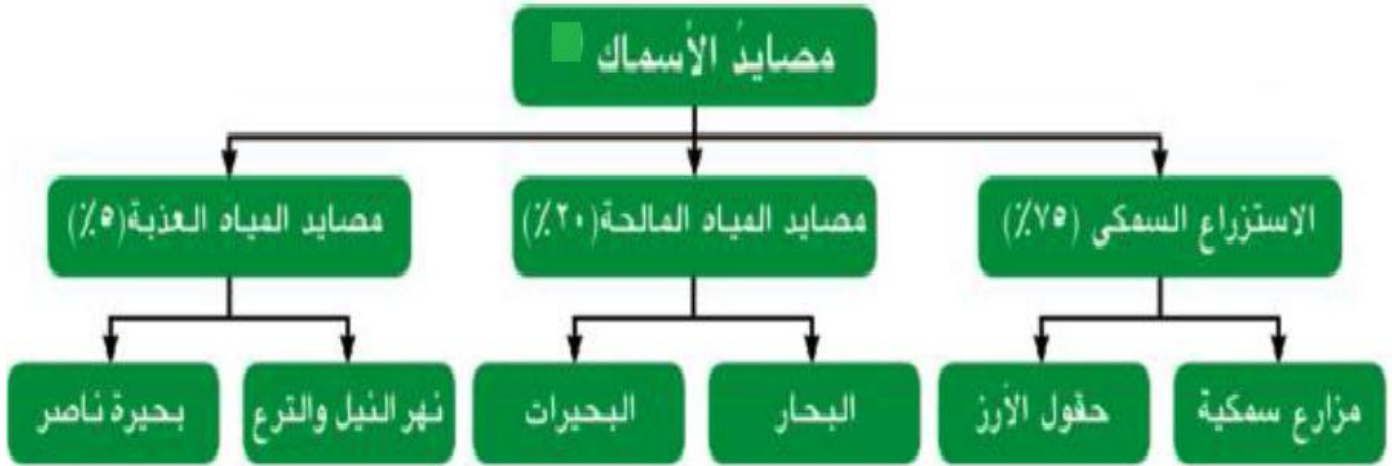 مصايدُ الأسماك
الاستزراع السمكي (٧٥٪)
مصايد المياه المالحة (٢٠٪)
مصايد المياه العذبة (٥٪)
مزارع سمكية
حقول الأرز
البحار
البحيرات
نهر النيل والترع
بحيرة ناصر